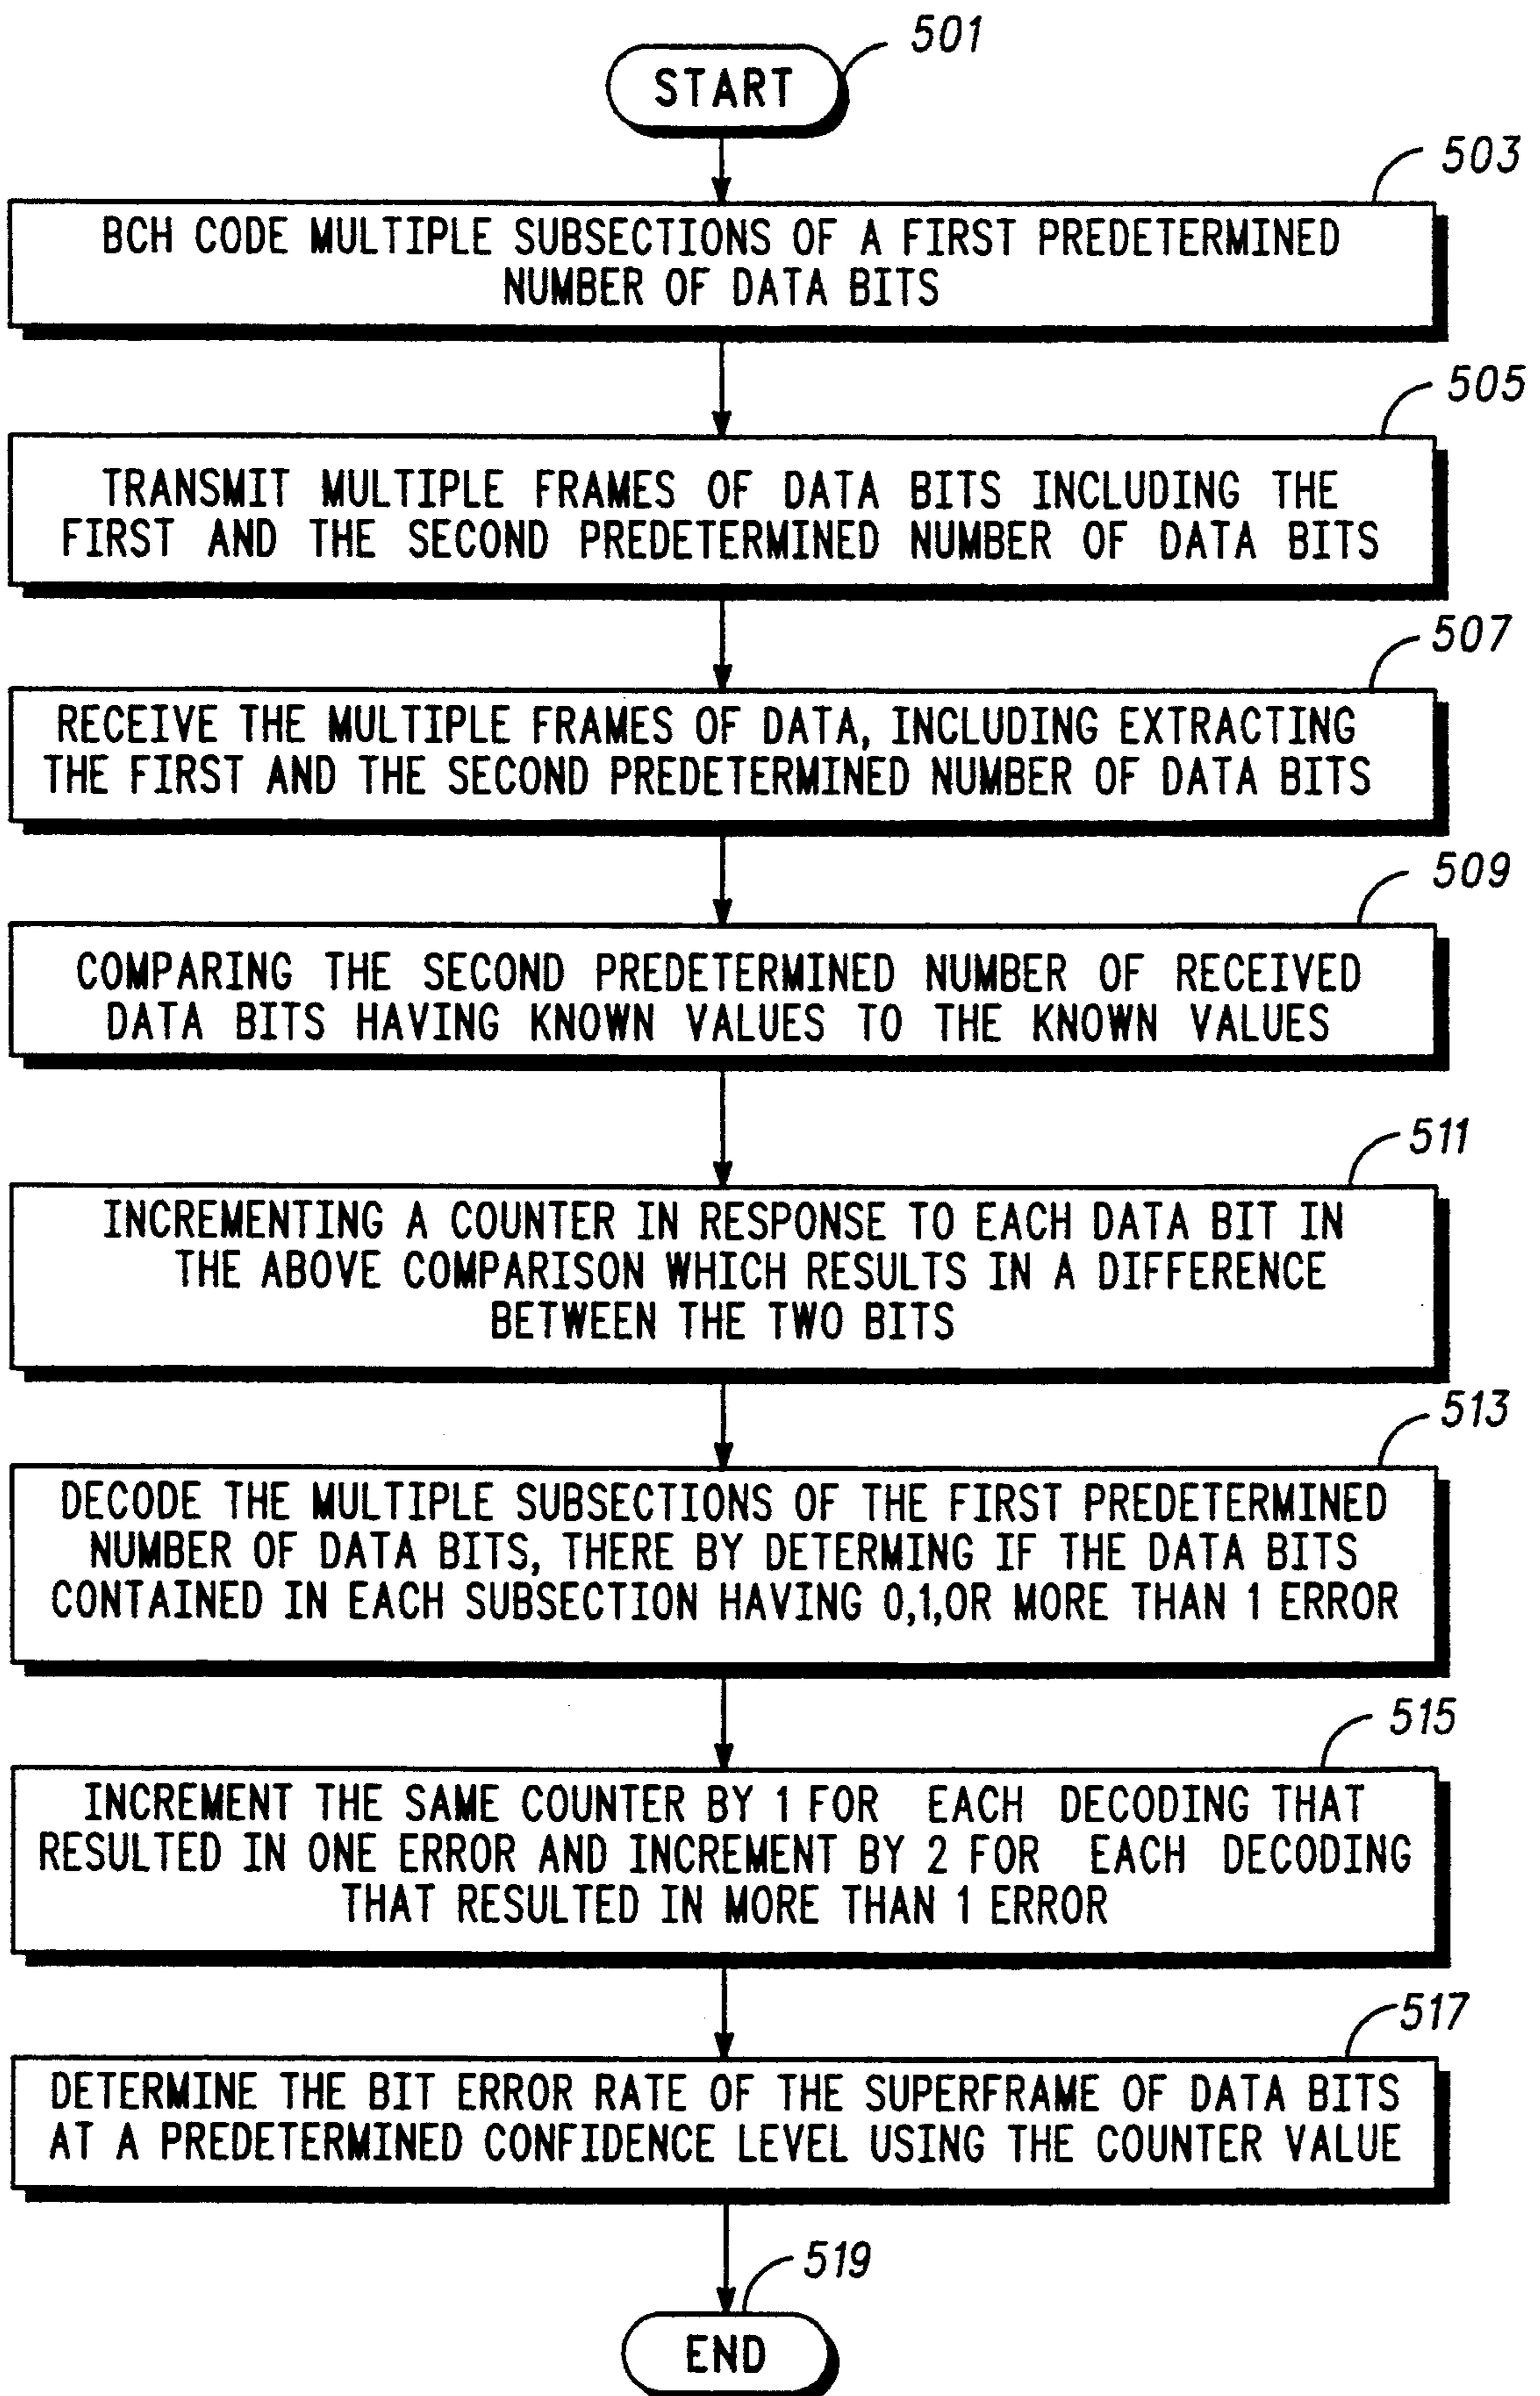 501
START
503
BCH CODE MULTIPLE SUBSECTIONS OF A FIRST PREDETERMINED
NUMBER OF DATA BITS
505
TRANSMIT MULTIPLE FRAMES OF DATA BITS INCLUDING THE
FIRST AND THE SECOND PREDETERMINED NUMBER OF DATA BITS
507
RECEIVE THE MULTIPLE FRAMES OF DATA, INCLUDING EXTRACTING
THE FIRST AND THE SECOND PREDETERMINED NUMBER OF DATA BITS
509
COMPARING THE SECOND PREDETERMINED NUMBER OF RECEIVED
DATA BITS HAVING KNOWN VALUES TO THE KNOWN VALUES
511
INCREMENTING A COUNTER IN RESPONSE TO EACH DATA BIT IN
THE ABOVE COMPARISON WHICH RESULTS IN A DIFFERENCE
BETWEEN THE TWO BITS
513
DECODE THE MULTIPLE SUBSECTIONS OF THE FIRST PREDETERMINED
NUMBER OF DATA BITS, THERE BY DETERMING IF THE DATA BITS
CONTAINED IN EACH SUBSECTION HAVING 0,1,OR MORE THAN 1 ERROR
515
INCREMENT THE SAME COUNTER BY 1 FOR EACH DECODING THAT
RESULTED IN ONE ERROR AND INCREMENT BY 2 FOR EACH DECODING
THAT RESULTED IN MORE THAN 1 ERROR
517
DETERMINE THE BIT ERROR RATE OF THE SUPERFRAME OF DATA BITS
AT A PREDETERMINED CONFIDENCE LEVEL USING THE COUNTER VALUE
519
END